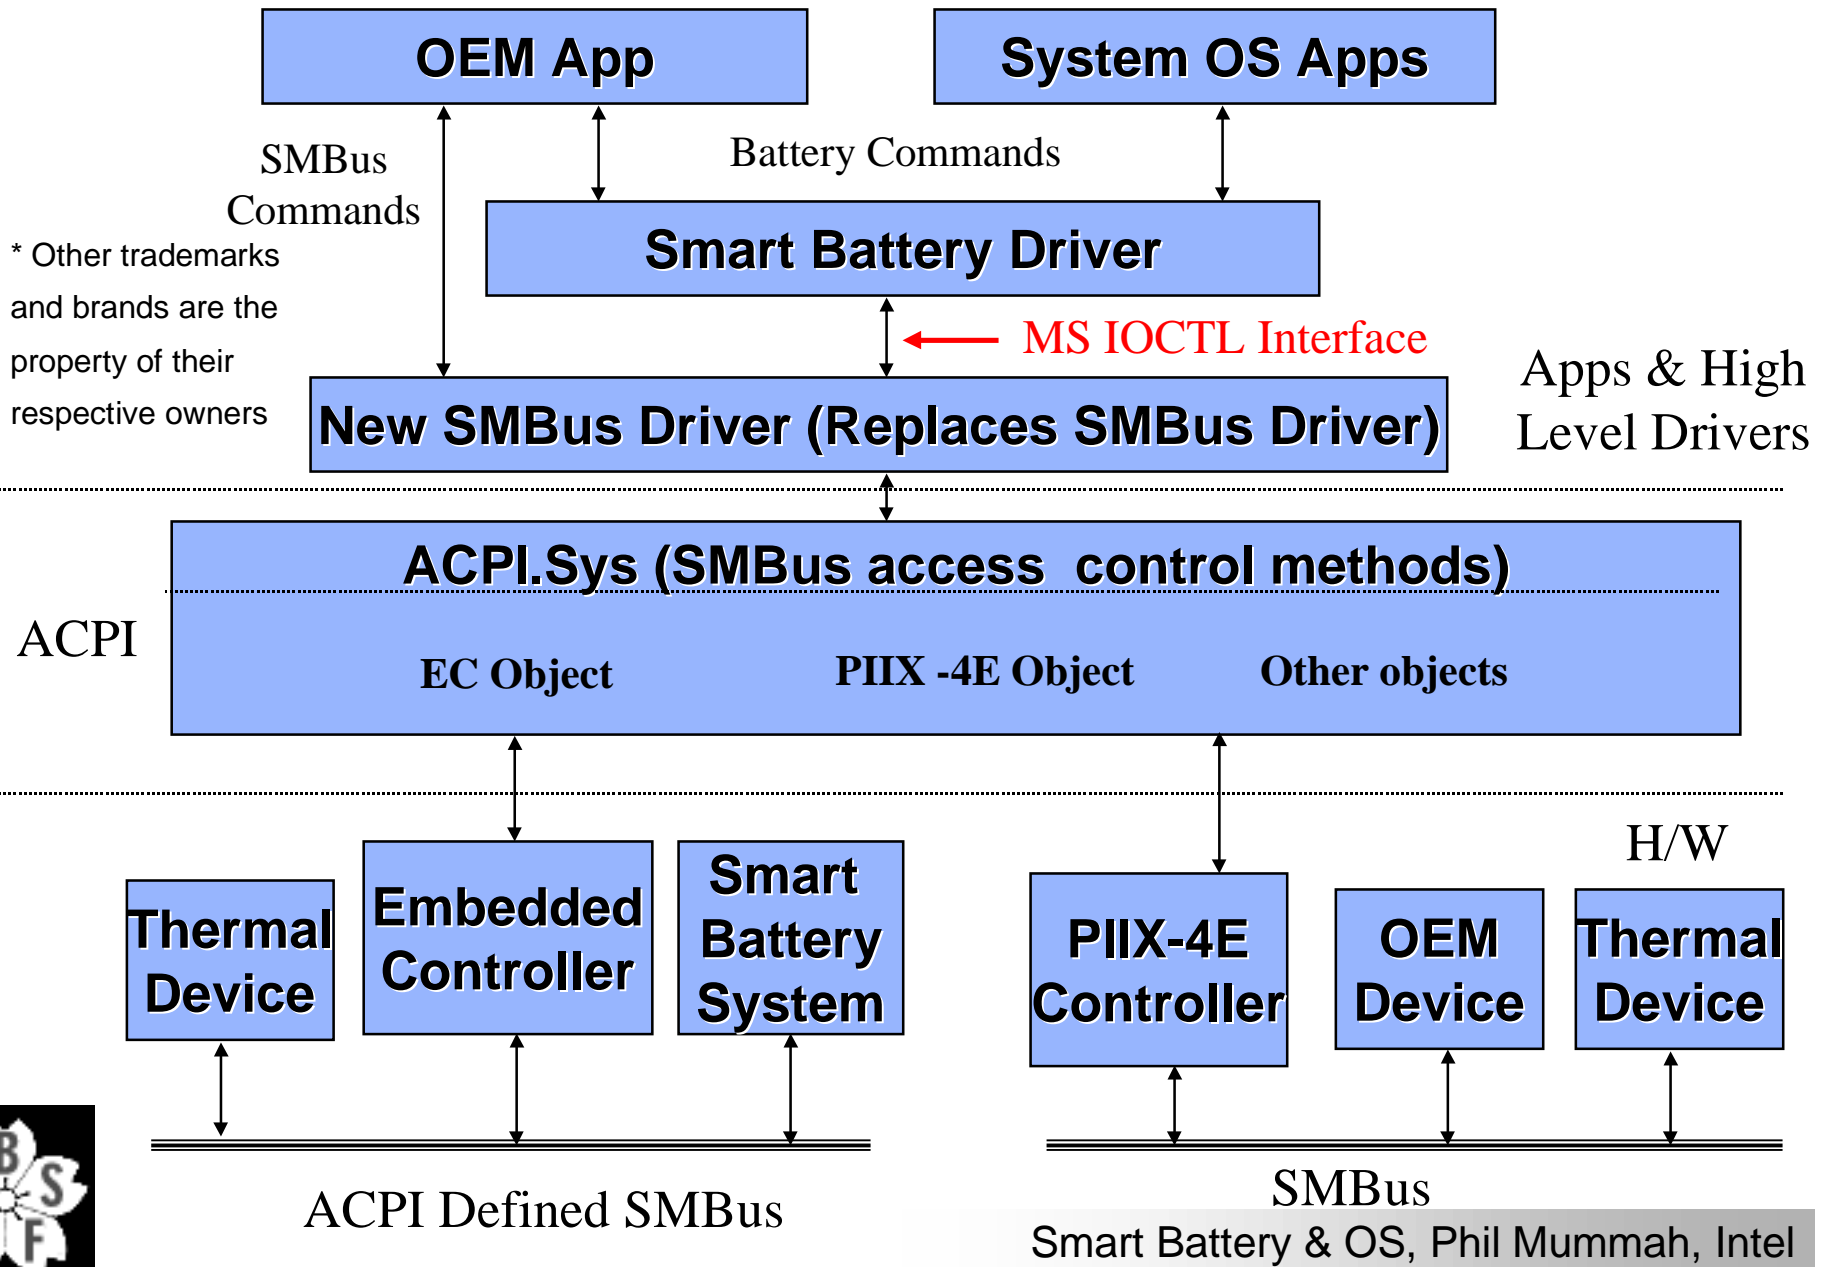 OEM App
System OS Apps
SMBus
Commands
Battery Commands
* Other trademarks
and brands are the
property of their
respective owners
Smart Battery Driver
MS IOCTL Interface
New SMBus Driver (Replaces SMBus Driver)
Apps & High
Level Drivers
ACPI.Sys (SMBus access control methods)
ACPI
EC Object
PIIX -4E Object
Other objects
H/W
Thermal
Device
Embedded
Controller
Smart
Battery
System
PIIX-4E
Controller
OEM
Device
Thermal
Device
ACPI Defined SMBus
SMBus
B
S
F
Smart Battery & OS, Phil Mummah, Intel